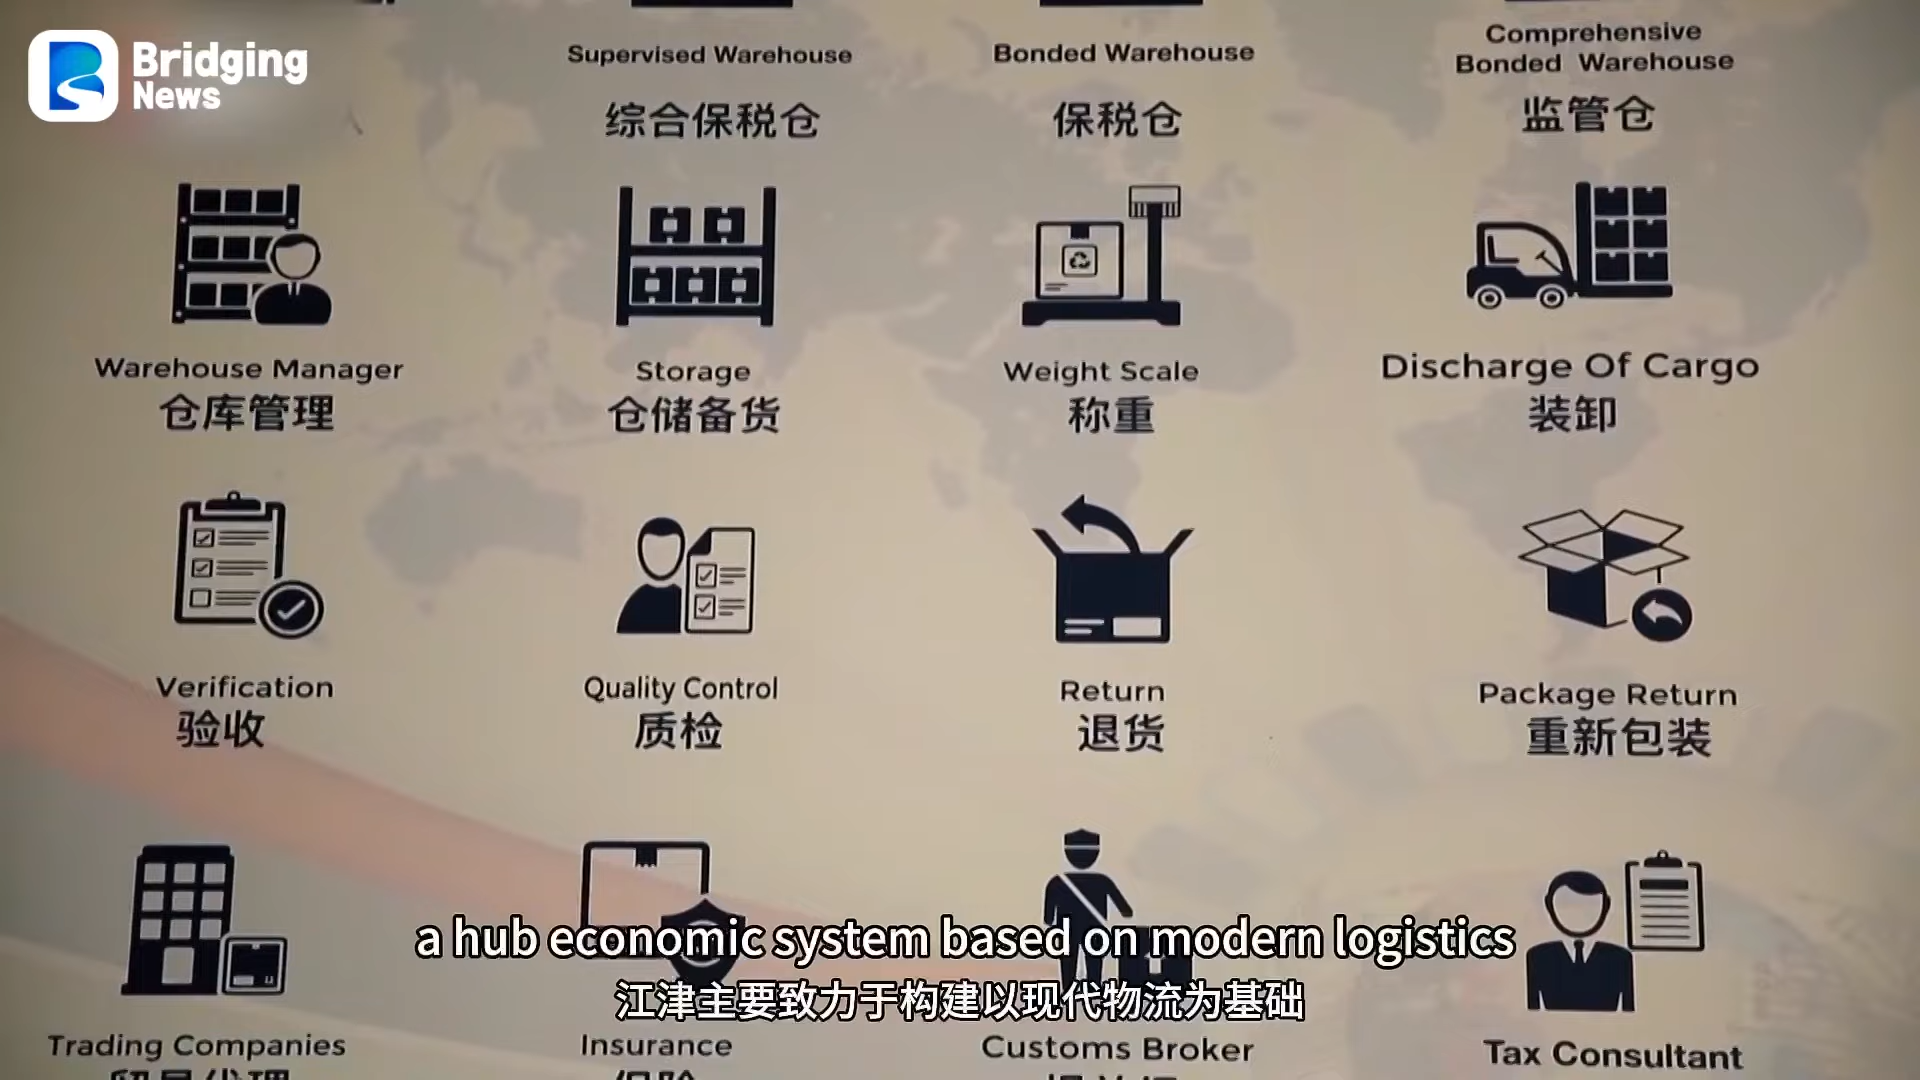 Bridging
News
Supervised Warehouse
综合保税仓
Bonded Warehouse
保税仓
Comprehensive
Bonded Warehouse
监管仓
Warehouse Manager
仓库管理
Storage
仓储备货
Weight Scale
称重
Discharge Of Cargo
装卸
Verification
验收
Quality Control
质检
Return
退货
Package Return
重新包装
a hub economic system based on modern logistics
江津主要致力于构建以现代物流为基础
Trading Companies
Insurance
保险
Customs Broker
Tax Consultant